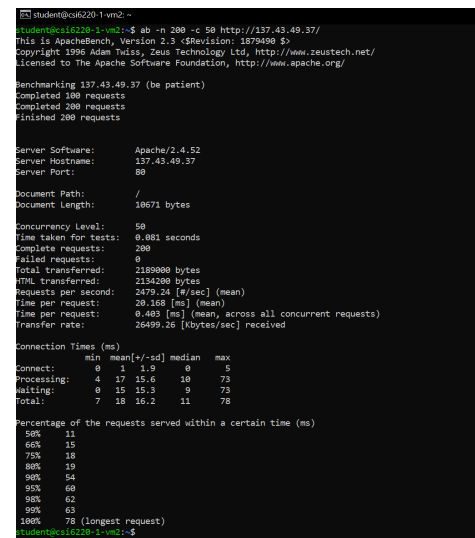 student@csi6220-1-vm2: ~
student@csi6220-1-vm2:~$ ab -n 200 -c 50 http://137.43.49.37/
This is ApacheBench, Version 2.3 <$Revision: 1879490 $>
Copyright 1996 Adam Twiss, Zeus Technology Ltd, http://www.zeustech.net/
Licensed to The Apache Software Foundation, http://www.apache.org/
Benchmarking 137.43.49.37 (be patient)
Completed 100 requests
Completed 200 requests
Finished 200 requests
Server Software: Apache/2.4.52
Server Hostname: 137.43.49.37
Server Port: 80
Document Path: /
Document Length: 10671 bytes
Concurrency Level: 50
Time taken for tests: 0.081 seconds
Complete requests: 200
Failed requests: 0
Total transferred: 2189000 bytes
HTML transferred: 2134200 bytes
Requests per second: 2479.24 [#/sec] (mean)
Time per request: 20.168 [ms] (mean)
Time per request: 0.403 [ms] (mean, across all concurrent requests)
Transfer rate: 26499.26 [Kbytes/sec] received
Connection Times (ms)
min mean[+/-sd] median max
Connect: 0 1 1.9 0 5
Processing: 4 17 15.6 10 73
Waiting: 0 15 15.3 9 73
Total: 7 18 16.2 11 78
Percentage of the requests served within a certain time (ms)
50% 11
66% 15
75% 18
80% 19
90% 54
95% 60
98% 62
99% 63
100% 78 (longest request)
student@csi6220-1-vm2:~$